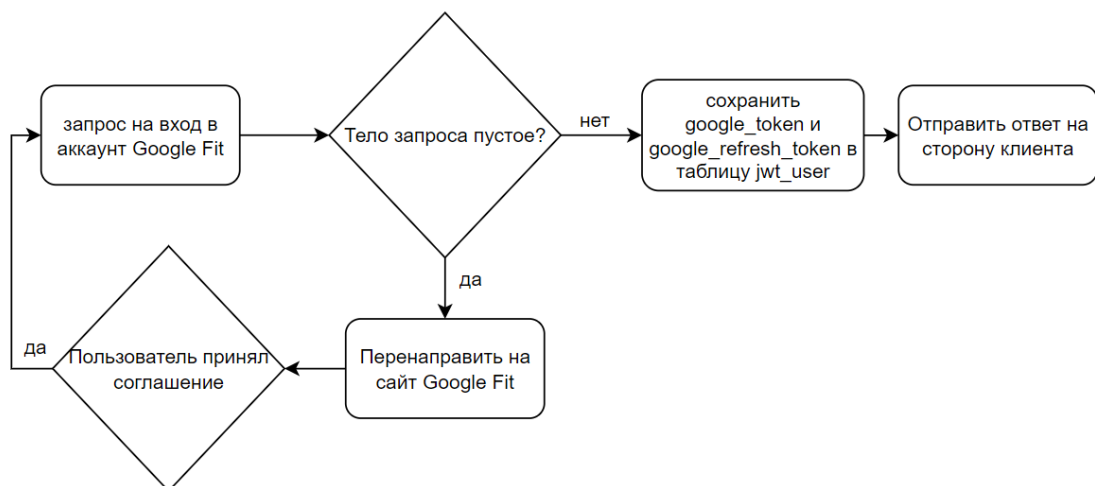 запрос на вход в
аккаунт Google Fit
Тело запроса пустое?
нет
сохранить
google_token и
google_refresh_token в
таблицу jwt_user
Отправить ответ на
сторону клиента
да
Перенаправить на
сайт Google Fit
Пользователь принял
соглашение
да